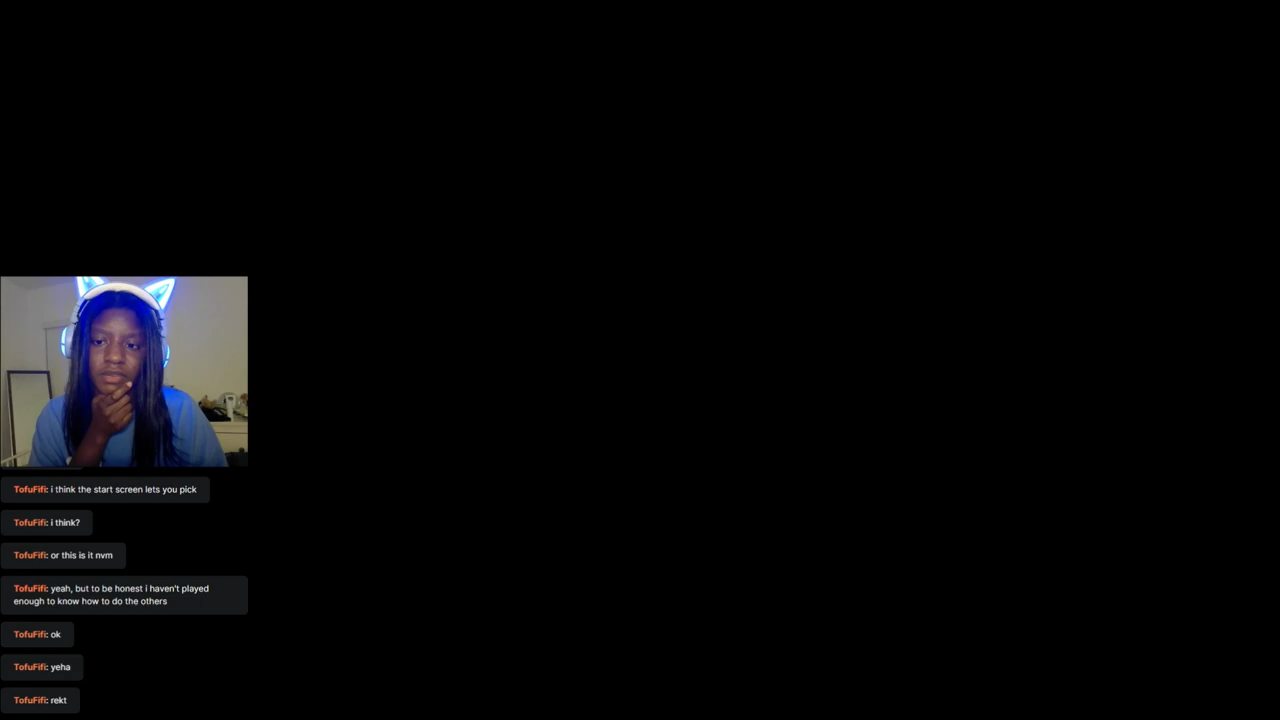 TofuFifi: i think the start screen lets you pick
TofuFifi: i think?
TofuFifi: or this is it nvm
TofuFifi: yeah, but to be honest i haven't played
enough to know how to do the others
TofuFifi: ok
TofuFifi: yeha
TofuFifi: rekt